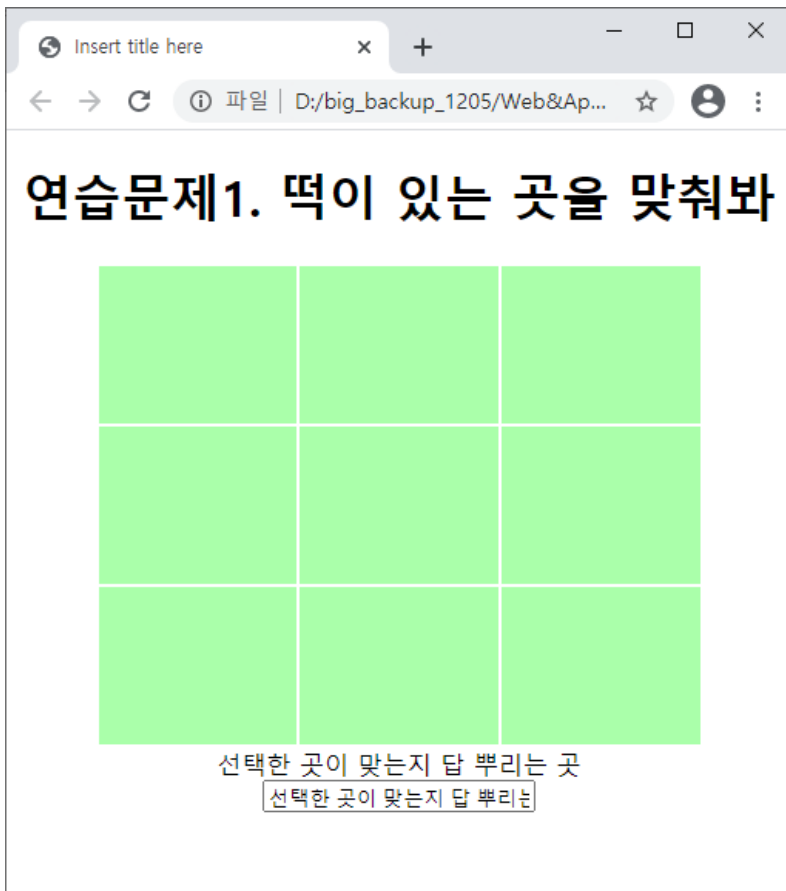 Insert title here
파일 D:/big_backup_1205/Web&Ap...
연습문제1. 떡이 있는 곳을 맞춰봐
선택한 곳이 맞는지 답 뿌리는 곳
선택한 곳이 맞는지 답 뿌리는